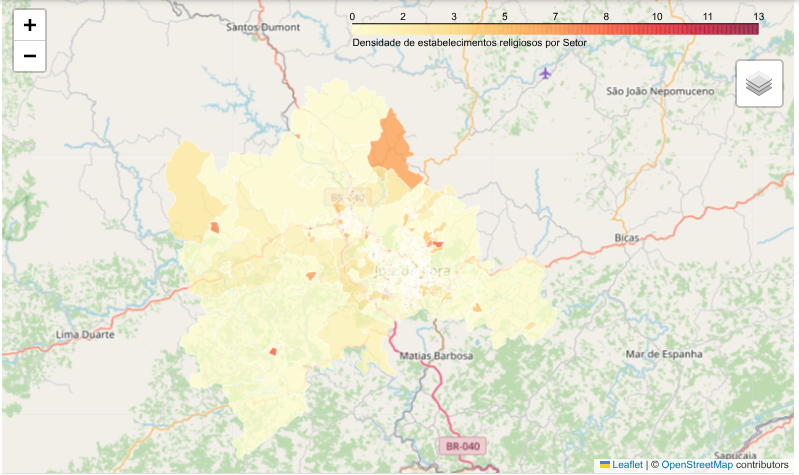 +
−
0 2 3 5 7 8 10 11 13
Densidade de estabelecimentos religiosos por Setor
Santos Dumont
São João Nepomuceno
BR-040
Bicas
Juiz de Fora
Lima Duarte
Matias Barbosa
Mar de Espanha
BR-040
Sapucaia
Leaflet | © OpenStreetMap contributors